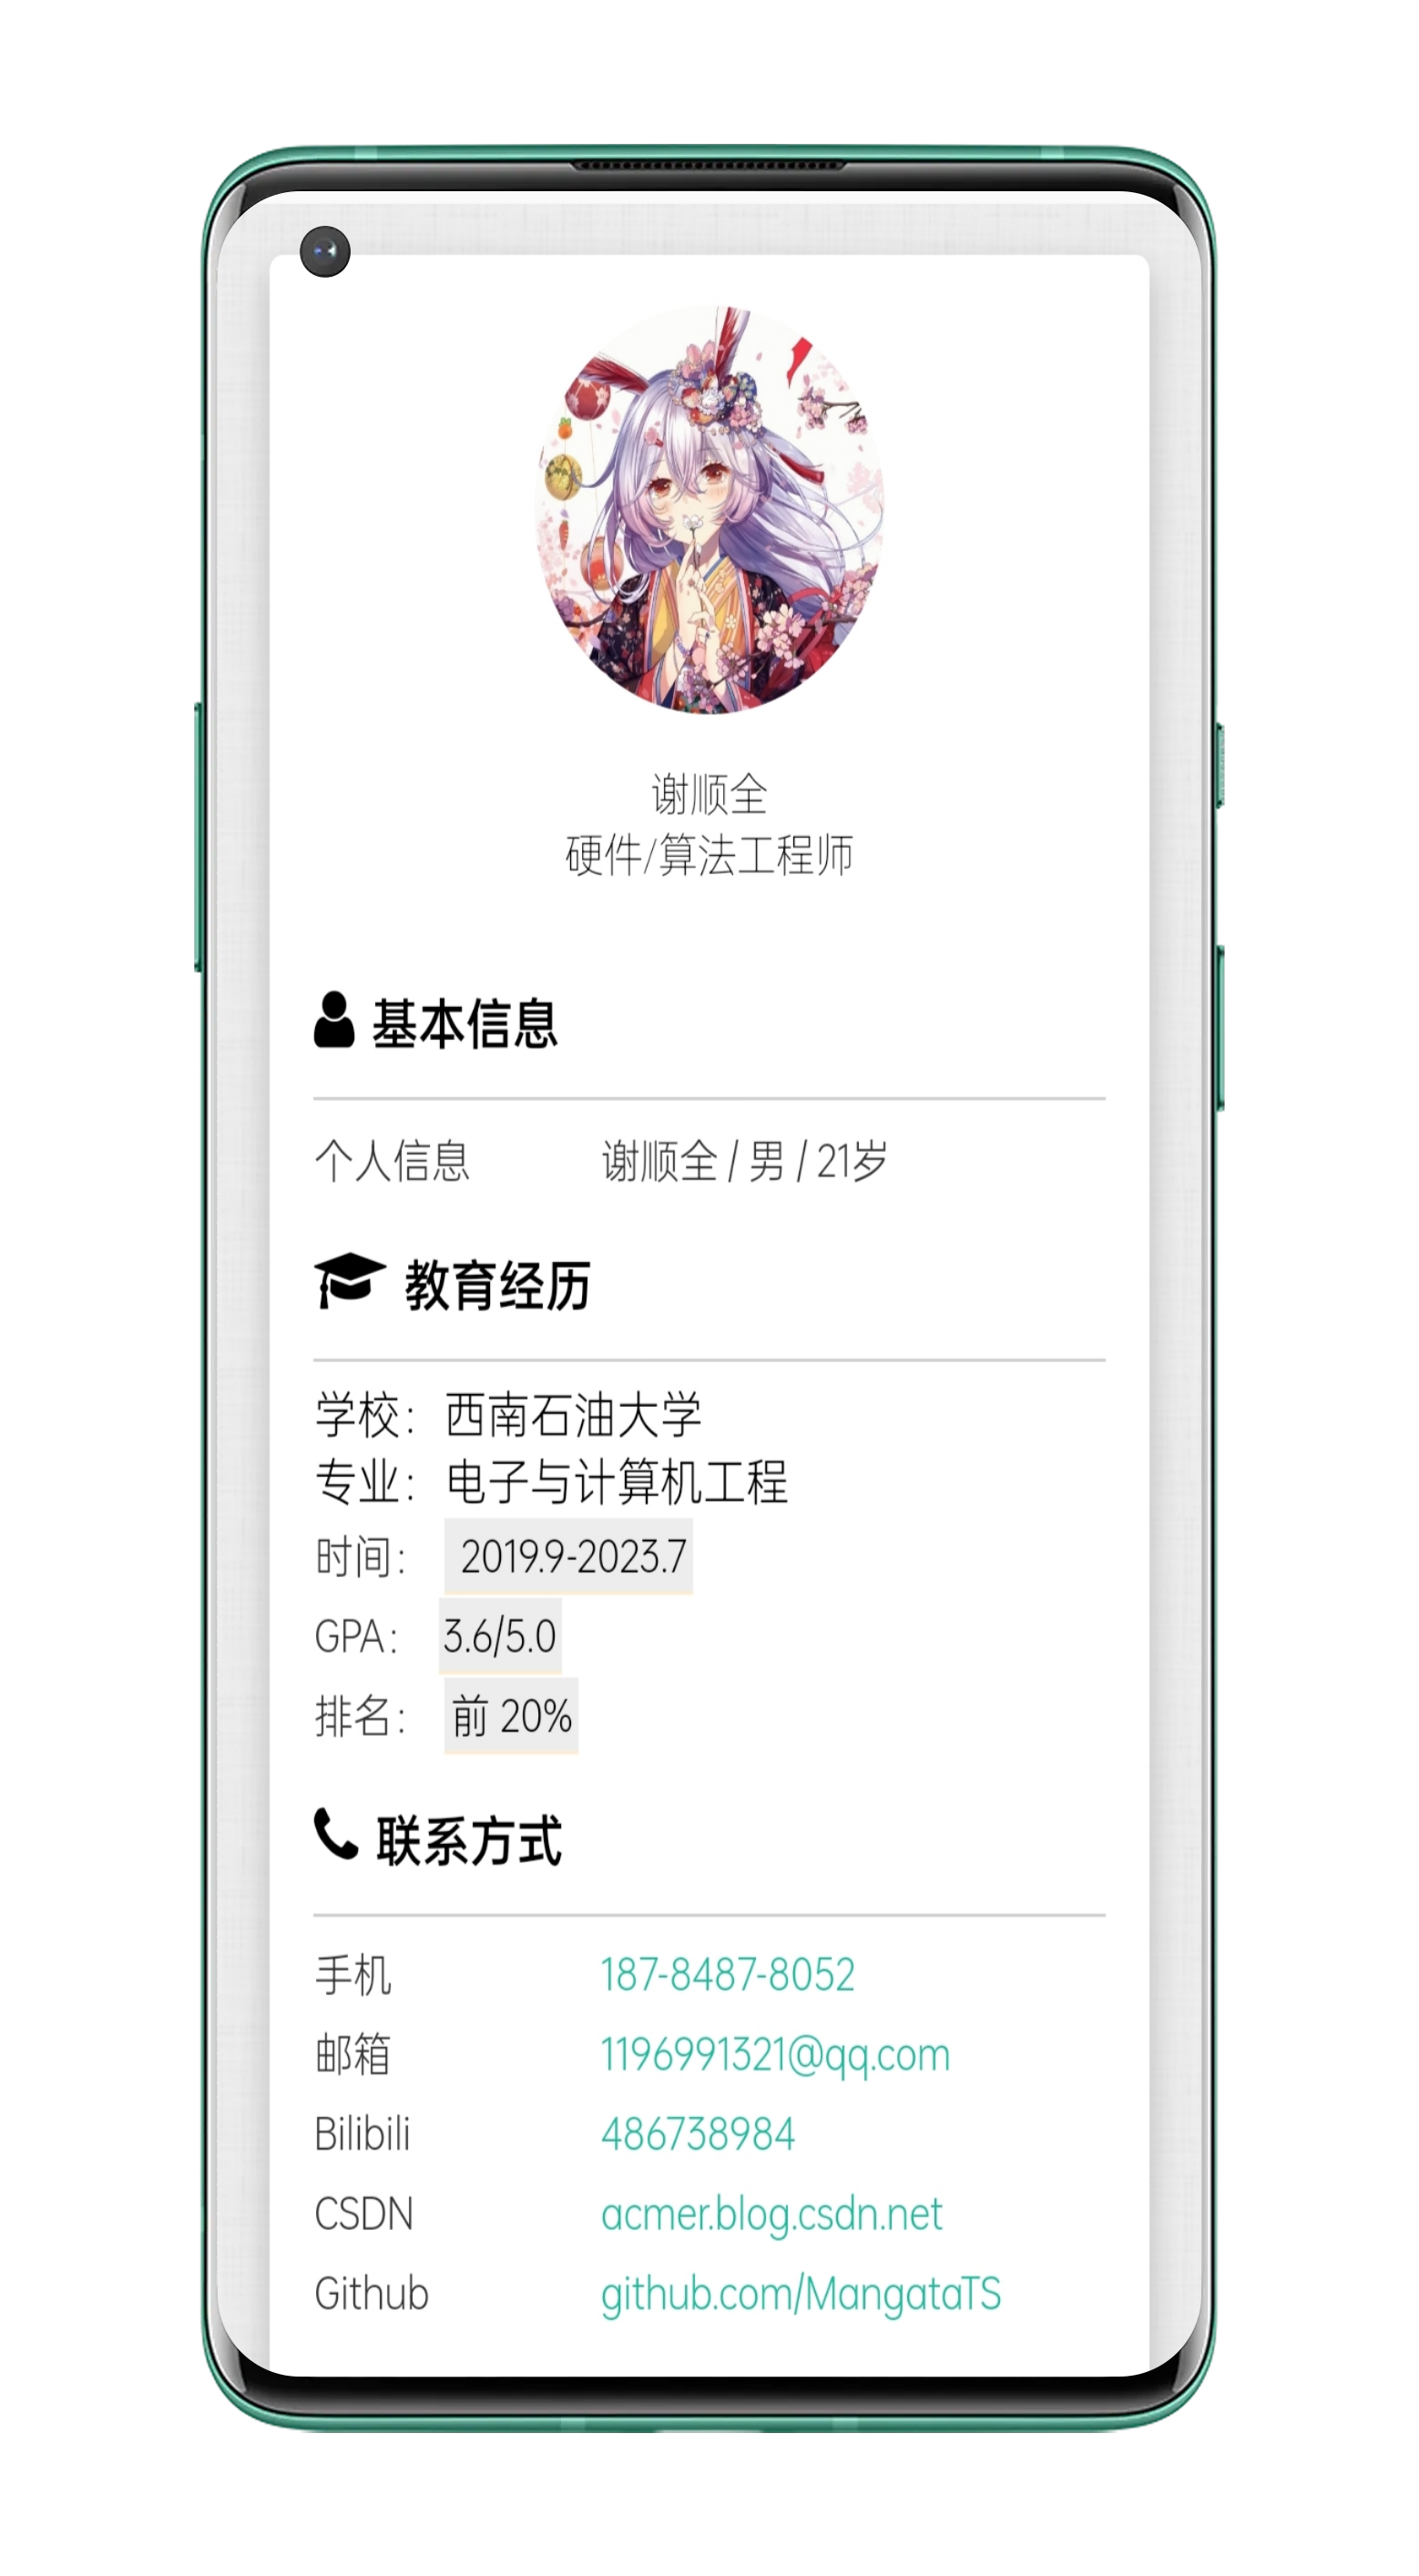 谢顺全
硬件/算法工程师
基本信息
个人信息 谢顺全 / 男 / 21岁
教育经历
学校： 西南石油大学
专业： 电子与计算机工程
时间： 2019.9-2023.7
GPA： 3.6/5.0
排名： 前 20%
联系方式
手机 187-8487-8052
邮箱 1196991321@qq.com
Bilibili 486738984
CSDN acmer.blog.csdn.net
Github github.com/MangataTS